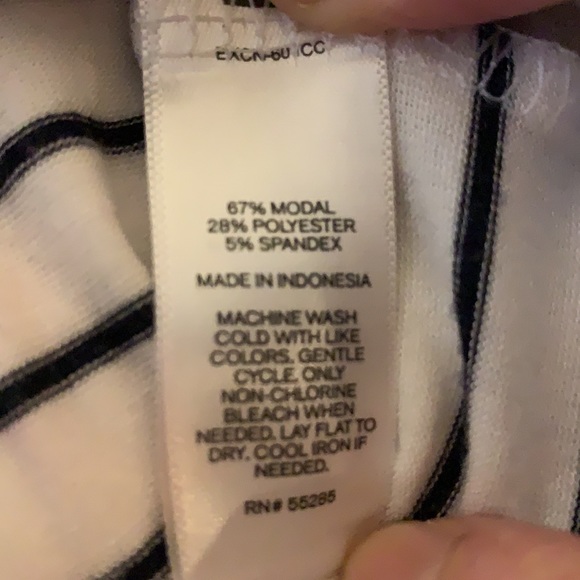 67% MODAL
28% POLYESTER
5% SPANDEX
MADE IN INDONESIA
MACHINE WASH
COLD WITH LIKE
COLORS. GENTLE
CYCLE. ONLY
NON-CHLORINE
BLEACH WHEN
NEEDED. LAY FLAT TO
DRY. COOL IRON IF
NEEDED.
RN# 55285